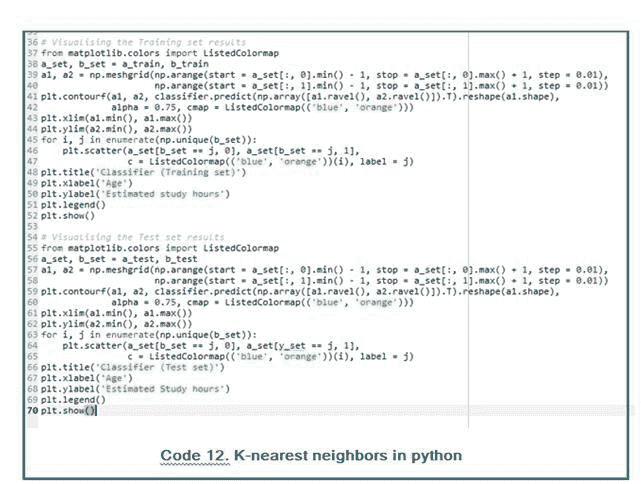 36 # Visualising the Training set results
37 from matplotlib.colors import ListedColormap
38 a_set, b_set = a_train, b_train
39 a1, a2 = np.meshgrid(np.arange(start = a_set[:, 0].min() - 1, stop = a_set[:, 0].max() + 1, step = 0.01),
40 np.arange(start = a_set[:, 1].min() - 1, stop = a_set[:, 1].max() + 1, step = 0.01))
41 plt.contourf(a1, a2, classifier.predict(np.array([a1.ravel(), a2.ravel()]).T).reshape(a1.shape),
42 alpha = 0.75, cmap = ListedColormap(('blue', 'orange')))
43 plt.xlim(a1.min(), a1.max())
44 plt.ylim(a2.min(), a2.max())
45 for i, j in enumerate(np.unique(b_set)):
46 plt.scatter(a_set[b_set == j, 0], a_set[b_set == j, 1],
47 c = ListedColormap(('blue', 'orange'))(i), label = j)
48 plt.title('Classifier (Training set)')
49 plt.xlabel('Age')
50 plt.ylabel('Estimated study hours')
51 plt.legend()
52 plt.show()
53
54 # Visualising the Test set results
55 from matplotlib.colors import ListedColormap
56 a_set, b_set = a_test, b_test
57 a1, a2 = np.meshgrid(np.arange(start = a_set[:, 0].min() - 1, stop = a_set[:, 0].max() + 1, step = 0.01),
58 np.arange(start = a_set[:, 1].min() - 1, stop = a_set[:, 1].max() + 1, step = 0.01))
59 plt.contourf(a1, a2, classifier.predict(np.array([a1.ravel(), a2.ravel()]).T).reshape(a1.shape),
60 alpha = 0.75, cmap = ListedColormap(('blue', 'orange')))
61 plt.xlim(a1.min(), a1.max())
62 plt.ylim(a2.min(), a2.max())
63 for i, j in enumerate(np.unique(b_set)):
64 plt.scatter(a_set[b_set == j, 0], a_set[y_set == j, 1],
65 c = ListedColormap(('blue', 'orange'))(i), label = j)
66 plt.title('Classifier (Test set)')
67 plt.xlabel('Age')
68 plt.ylabel('Estimated Study hours')
69 plt.legend()
70 plt.show()
Code 12. K-nearest neighbors in python